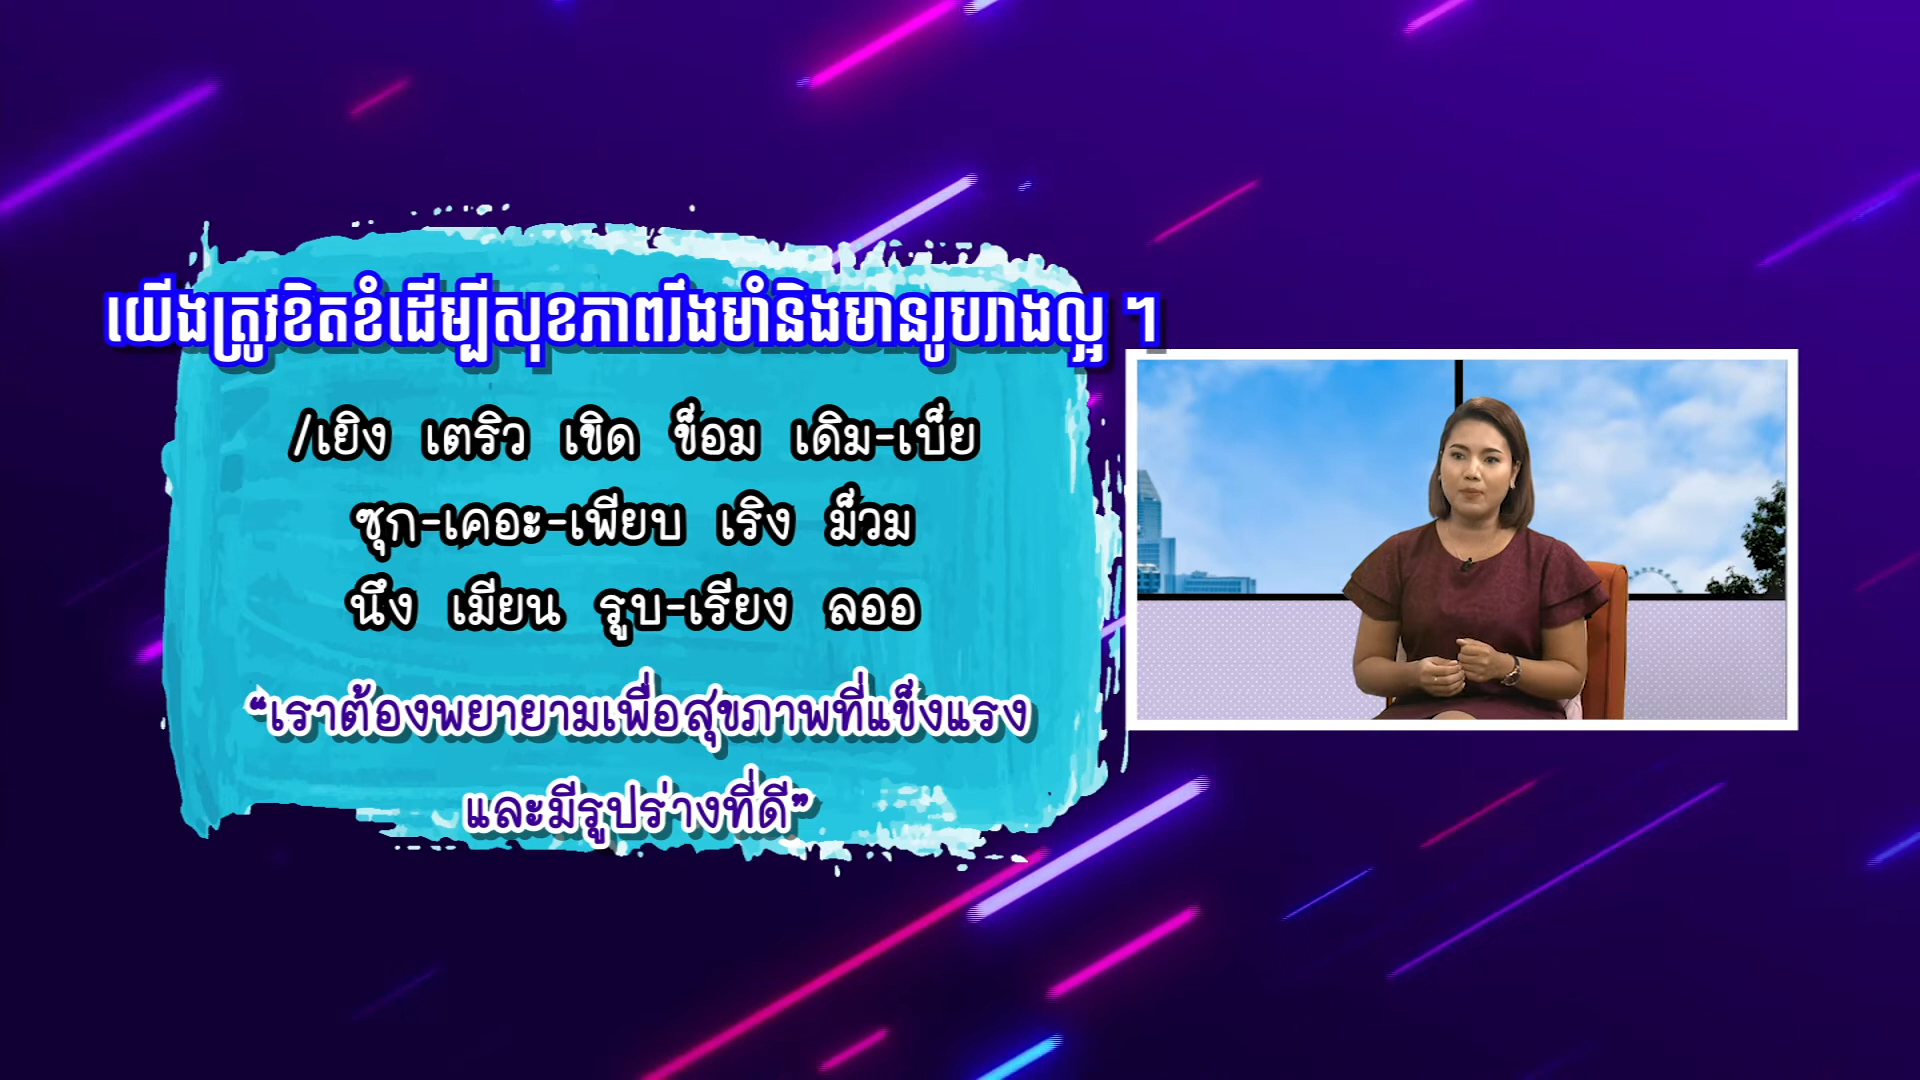 យើងត្រូវខិតខំដើម្បីសុខភាពរឹងមាំនិងមានរូបរាងល្អ ។
/เยิง เตริว เขิด ข็อม เดิม-เบ็ย
ซุก-เคอะ-เพียบ เริง ม็วม
นึง เมียน รูบ-เรียง ลออ
“เราต้องพยายามเพื่อสุขภาพที่แข็งแรง
และมีรูปร่างที่ดี”